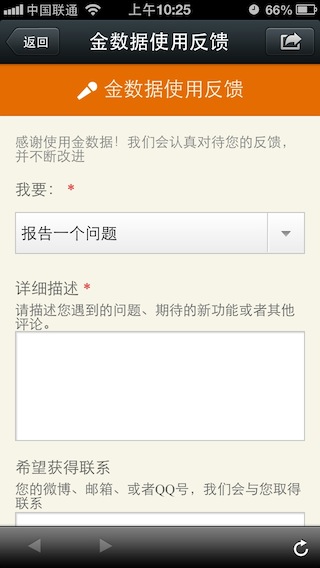 中国联通 上午10:25 66%
返回 金数据使用反馈
金数据使用反馈
感谢使用金数据！我们会认真对待您的反馈，
并不断改进
我要： *
报告一个问题
详细描述 *
请描述您遇到的问题、期待的新功能或者其他
评论。
希望获得联系
您的微博、邮箱、或者QQ号，我们会与您取得
联系